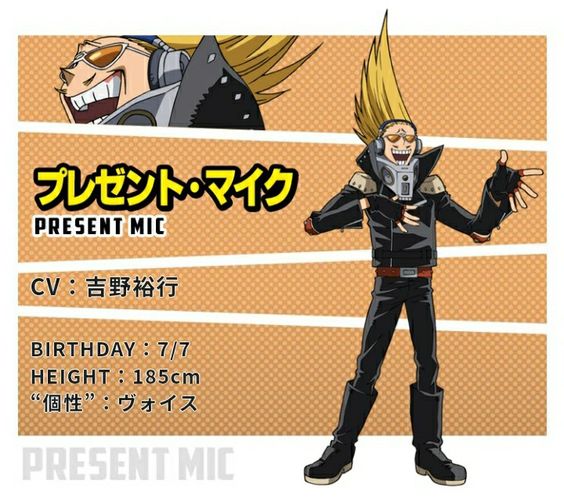 プレゼント・マイク
PRESENT MIC
CV：吉野裕行
BIRTHDAY：7/7
HEIGHT：185cm
“個性”：ヴォイス
PRESENT MIC